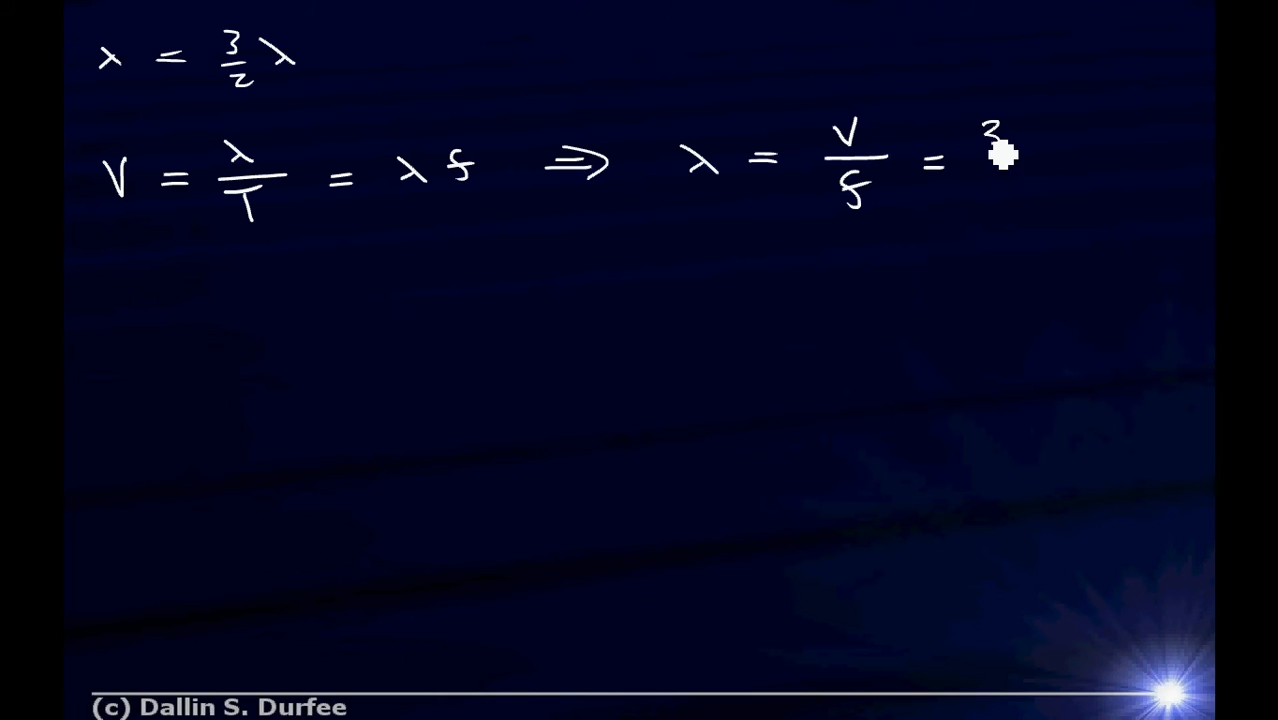 λ = 3/2 λ
V = λ/T = λ f ⇒ λ = V/f = 3
(c) Dallin S. Durfee